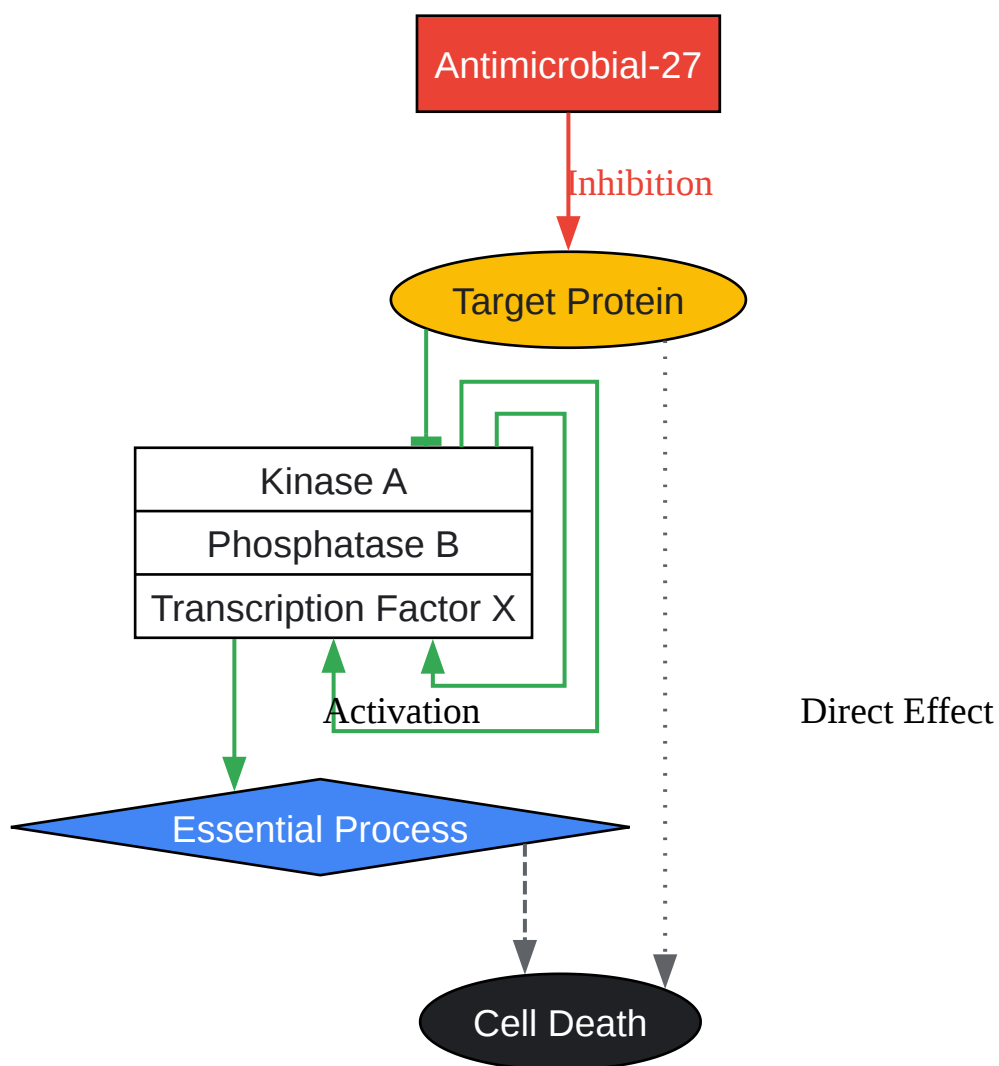 Antimicrobial-27
Inhibition
Target Protein
Kinase A
Phosphatase B
Transcription Factor X
Activation
Direct Effect
Essential Process
Cell Death